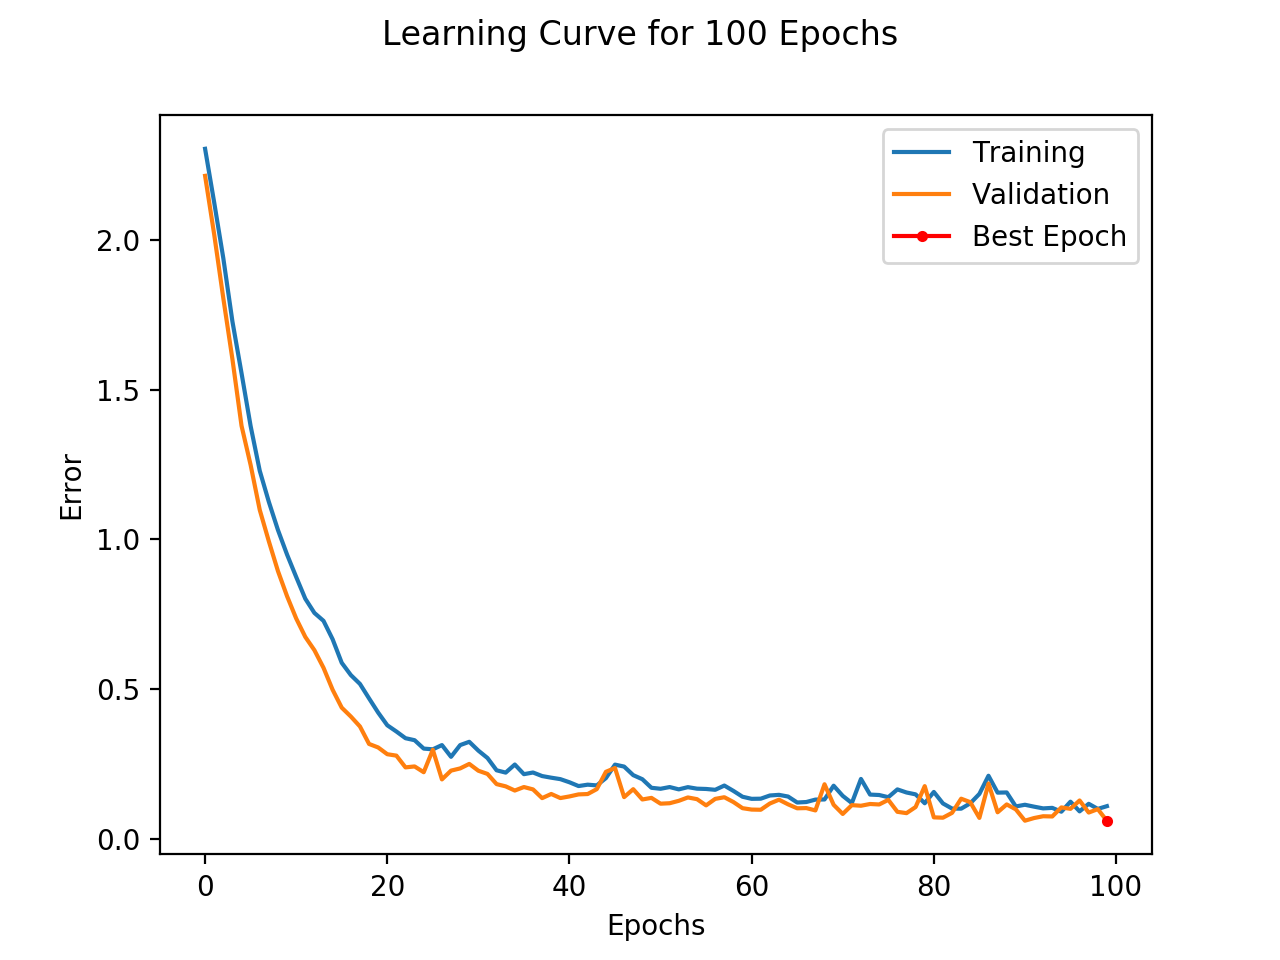 Learning Curve for 100 Epochs
Training
Validation
Best Epoch
2.0
1.5
1.0
0.5
0.0
Error
0 20 40 60 80 100
Epochs